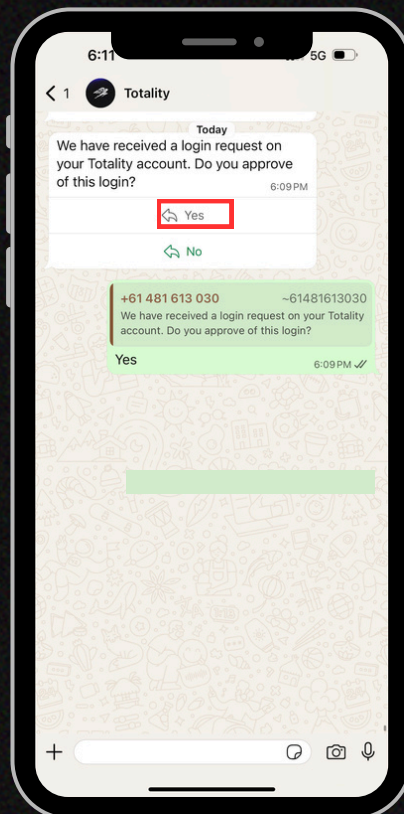 6:11
5G
1
Totality
Today
We have received a login request on
your Totality account. Do you approve
of this login?
6:09 PM
Yes
No
+61 481 613 030 ~61481613030
We have received a login request on your Totality
account. Do you approve of this login?
Yes
6:09 PM